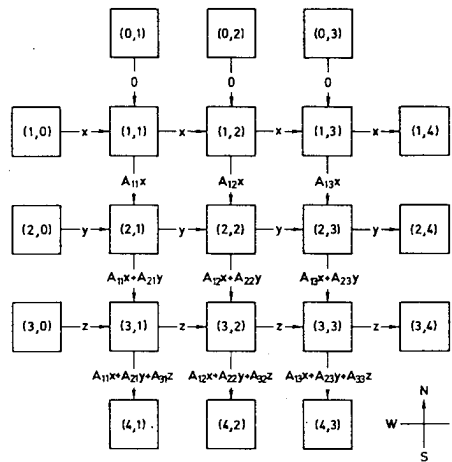 (0,1) (0,2) (0,3)
0 0 0
(1,0) x (1,1) x (1,2) x (1,3) x (1,4)
A₁₁x A₁₂x A₁₃x
(2,0) y (2,1) y (2,2) y (2,3) y (2,4)
A₁₁x+A₂₁y A₁₂x+A₂₂y A₁₃x+A₂₃y
(3,0) z (3,1) z (3,2) z (3,3) z (3,4)
A₁₁x+A₂₁y+A₃₁z A₁₂x+A₂₂y+A₃₂z A₁₃x+A₂₃y+A₃₃z
N
(4,1) (4,2) (4,3) W
S